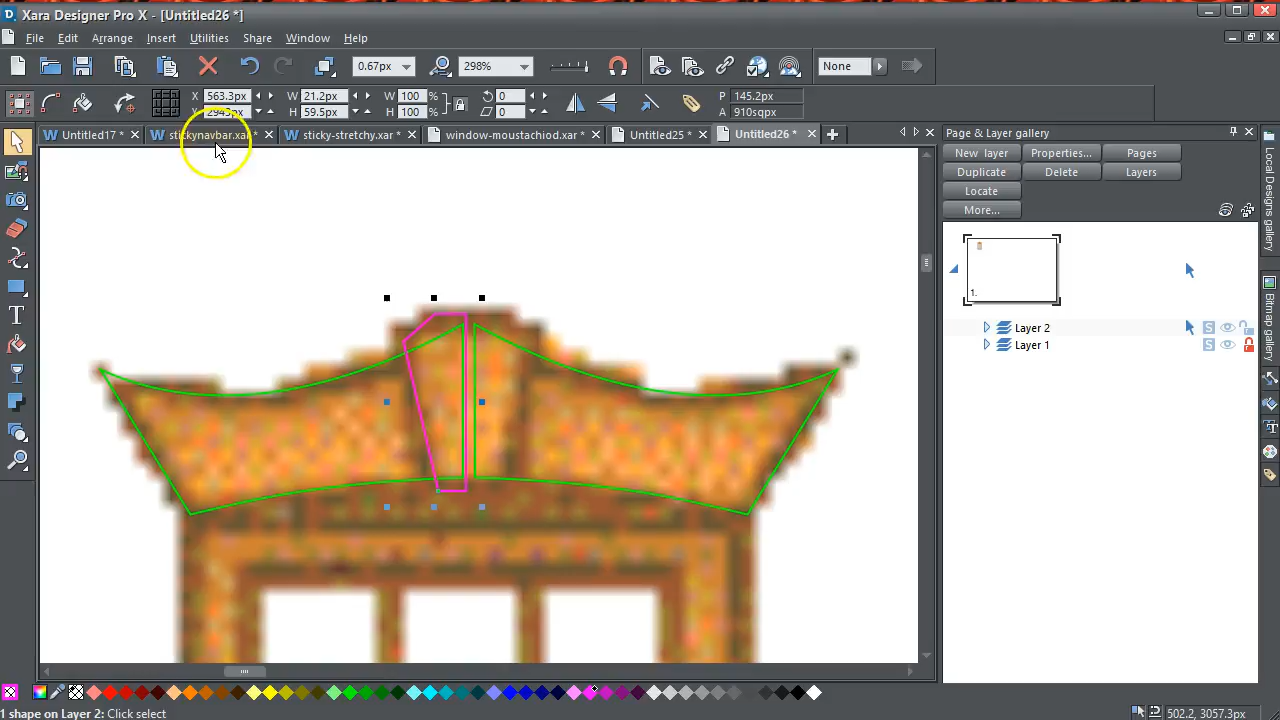 Xara Designer Pro X - [Untitled26 *]
File Edit Arrange Insert Utilities Share Window Help
0.67px 298% None
X 563.3px W 21.2px W 100 % 0 P 145.2px
Y H 59.5px H 100 % 0 A 910sqpx
Untitled17 * stickynavbar.xar * sticky-stretchy.xar * window-moustachiod.xar * Untitled25 * Untitled26 *
Page & Layer gallery
New layer Properties... Pages
Duplicate Delete Layers
Locate
More...
1.
Layer 2
Layer 1
Local Designs gallery
Bitmap gallery
1 shape on Layer 2: Click select
502.2, 3057.3px